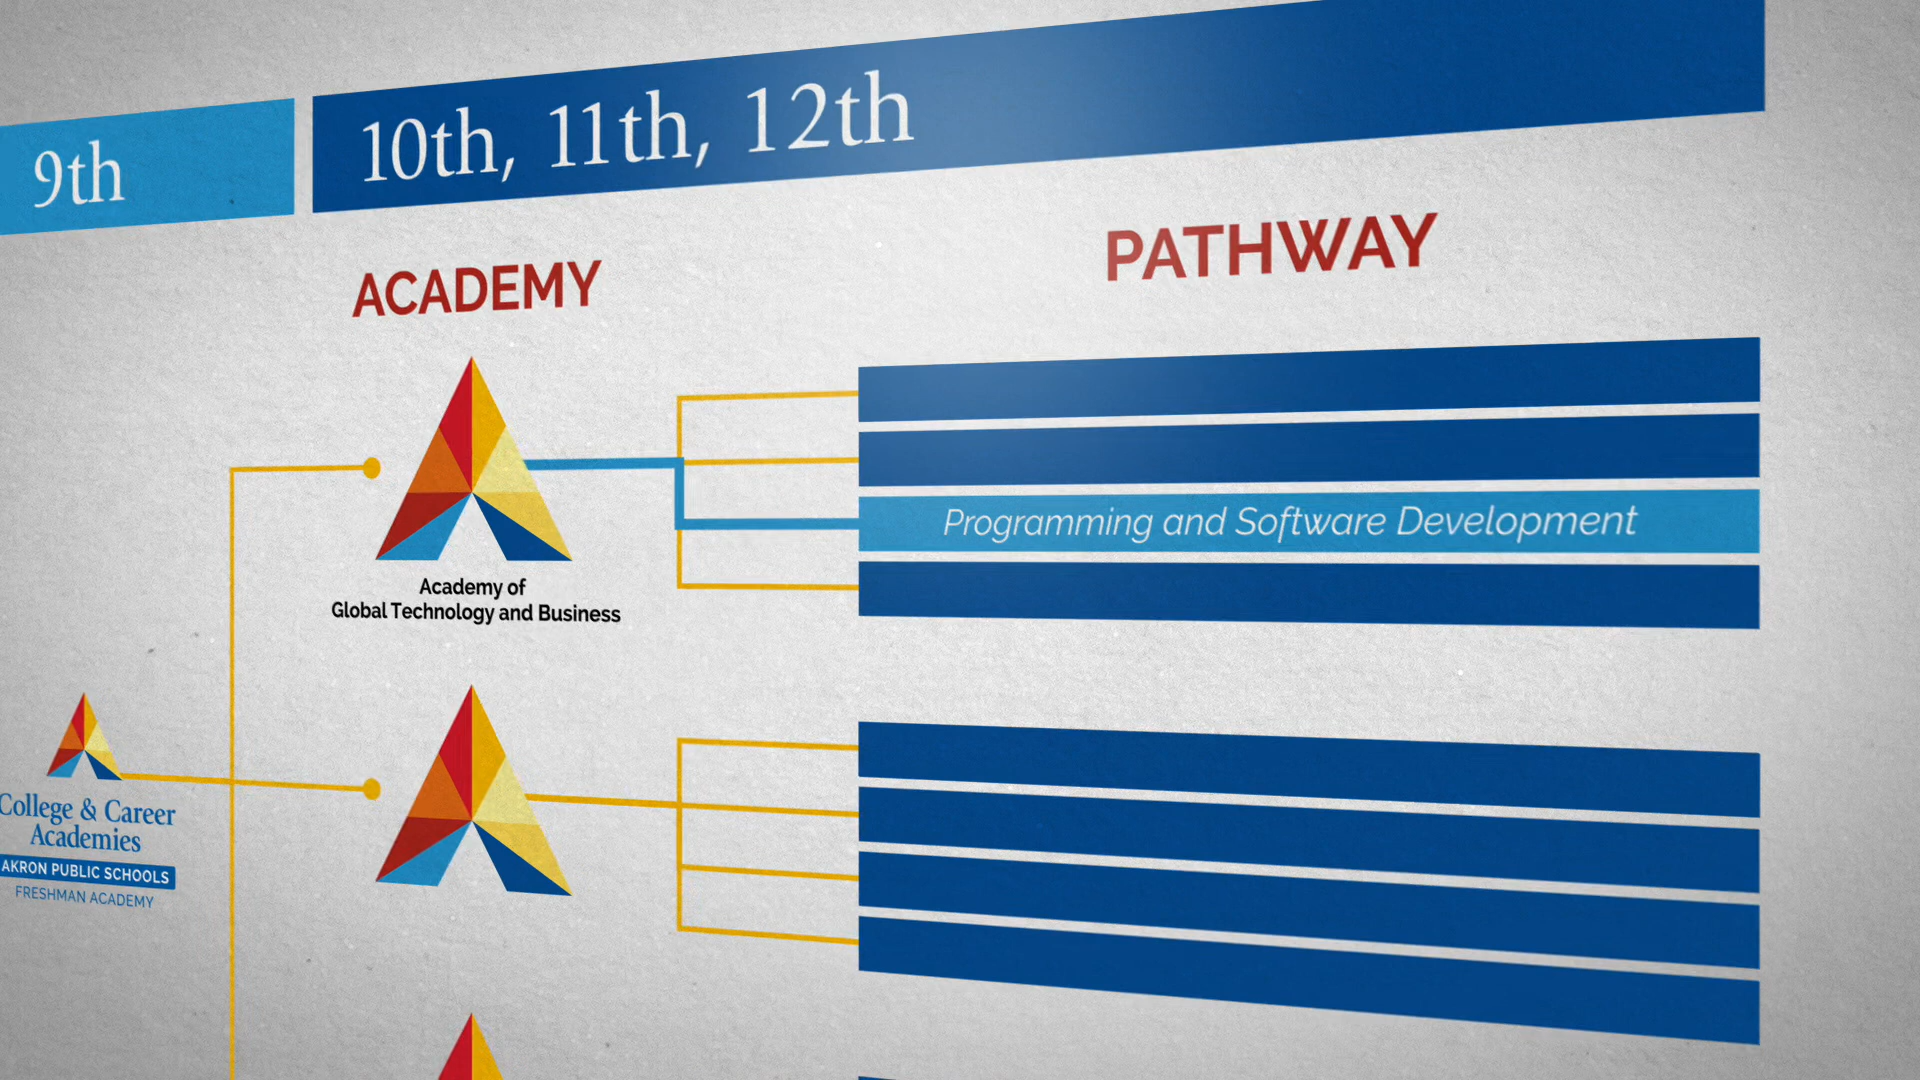 9th
10th, 11th, 12th
ACADEMY
PATHWAY
Programming and Software Development
Academy of
Global Technology and Business
College & Career
Academies
AKRON PUBLIC SCHOOLS
FRESHMAN ACADEMY